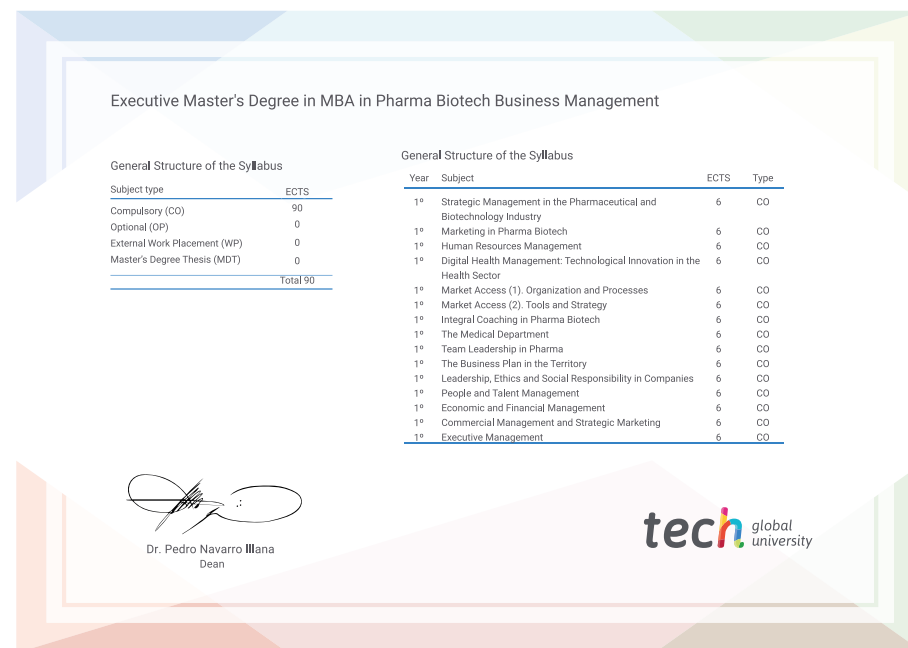 Executive Master's Degree in MBA in Pharma Biotech Business Management
General Structure of the Syllabus
Subject type ECTS
Compulsory (CO) 90
Optional (OP) 0
External Work Placement (WP) 0
Master's Degree Thesis (MDT) 0
Total 90
General Structure of the Syllabus
Year Subject ECTS Type
1º Strategic Management in the Pharmaceutical and 6 CO
Biotechnology Industry
1º Marketing in Pharma Biotech 6 CO
1º Human Resources Management 6 CO
1º Digital Health Management: Technological Innovation in the 6 CO
Health Sector
1º Market Access (1). Organization and Processes 6 CO
1º Market Access (2). Tools and Strategy 6 CO
1º Integral Coaching in Pharma Biotech 6 CO
1º The Medical Department 6 CO
1º Team Leadership in Pharma 6 CO
1º The Business Plan in the Territory 6 CO
1º Leadership, Ethics and Social Responsibility in Companies 6 CO
1º People and Talent Management 6 CO
1º Economic and Financial Management 6 CO
1º Commercial Management and Strategic Marketing 6 CO
1º Executive Management 6 CO
Dr. Pedro Navarro Illana
Dean
tech global
university